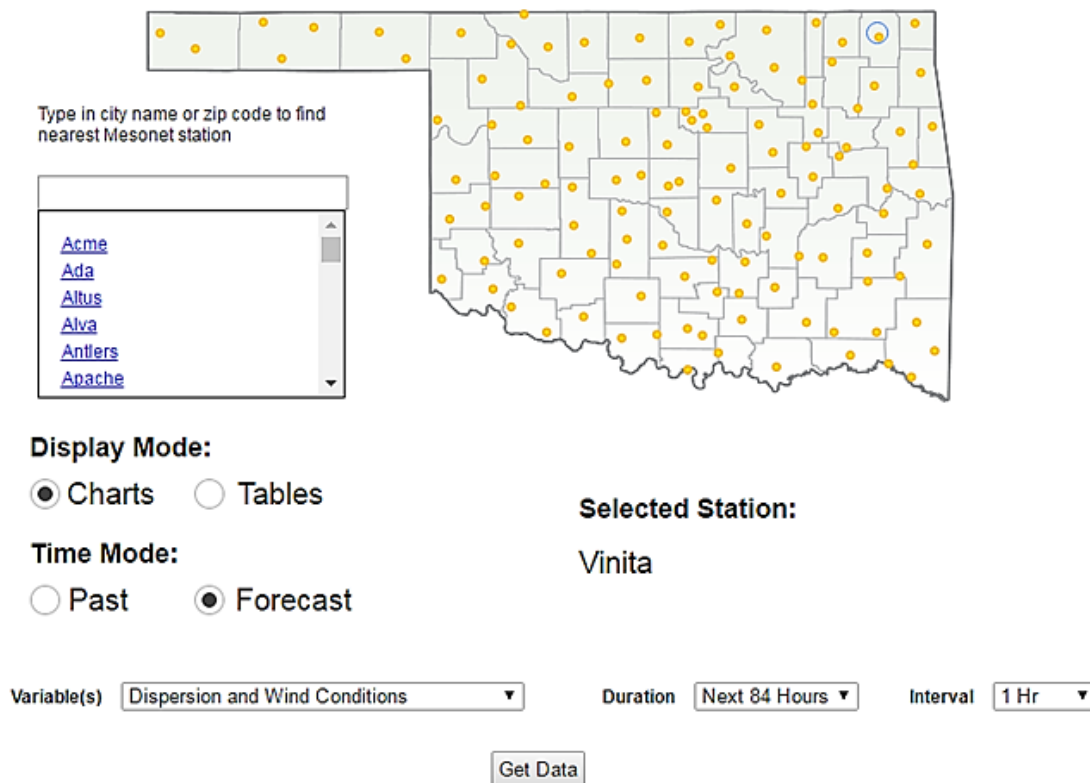 Type in city name or zip code to find
nearest Mesonet station
Acme
Ada
Altus
Alva
Antlers
Apache
Display Mode:
Charts Tables
Time Mode:
Past Forecast
Selected Station:
Vinita
Variable(s) Dispersion and Wind Conditions Duration Next 84 Hours Interval 1 Hr
Get Data